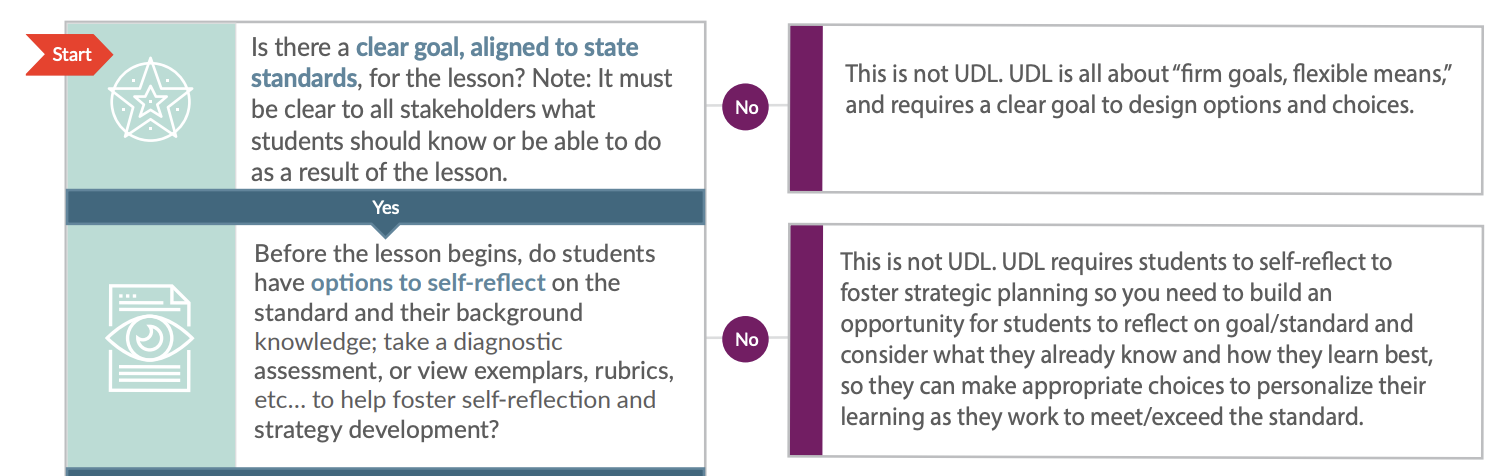 Start
Is there a clear goal, aligned to state
standards, for the lesson? Note: It must
be clear to all stakeholders what
students should know or be able to do
as a result of the lesson.
No
This is not UDL. UDL is all about “firm goals, flexible means,”
and requires a clear goal to design options and choices.
Yes
Before the lesson begins, do students
have options to self-reflect on the
standard and their background
knowledge; take a diagnostic
assessment, or view exemplars, rubrics,
etc... to help foster self-reflection and
strategy development?
No
This is not UDL. UDL requires students to self-reflect to
foster strategic planning so you need to build an
opportunity for students to reflect on goal/standard and
consider what they already know and how they learn best,
so they can make appropriate choices to personalize their
learning as they work to meet/exceed the standard.